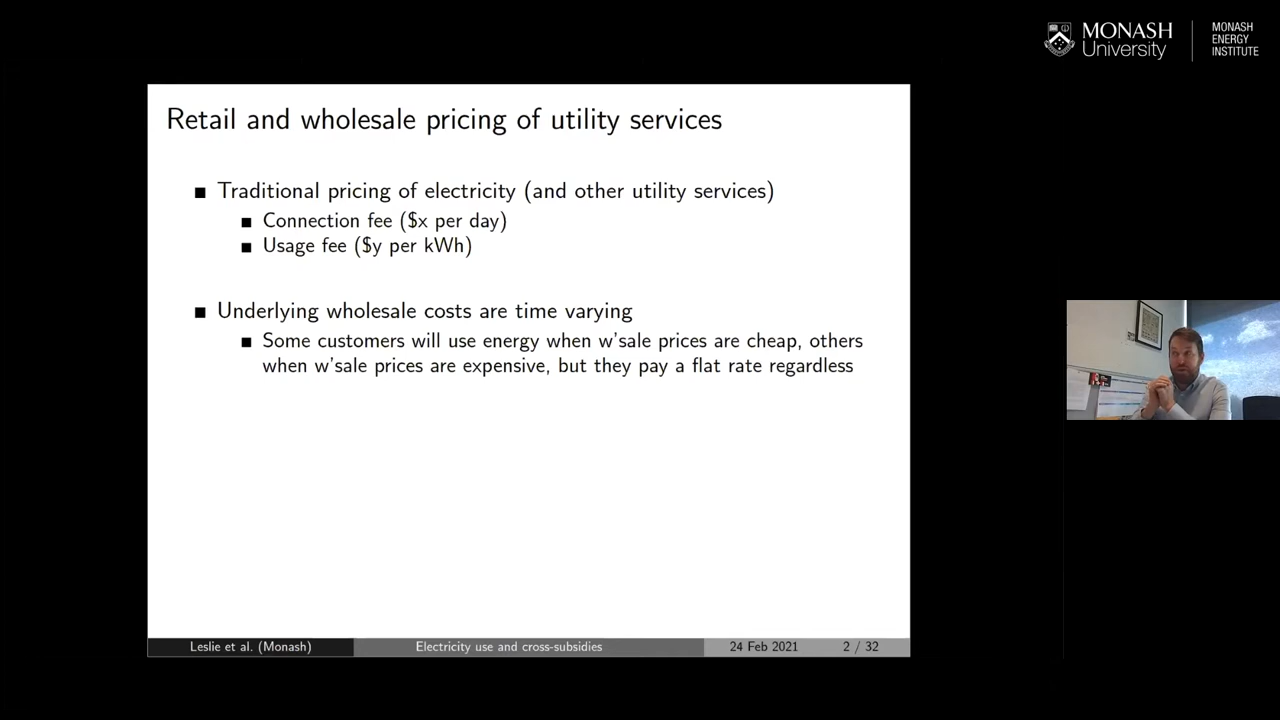 MONASH
University
MONASH
ENERGY
INSTITUTE
Retail and wholesale pricing of utility services
■ Traditional pricing of electricity (and other utility services)
■ Connection fee ($x per day)
■ Usage fee ($y per kWh)
■ Underlying wholesale costs are time varying
■ Some customers will use energy when w'sale prices are cheap, others
when w'sale prices are expensive, but they pay a flat rate regardless
Leslie et al. (Monash)
Electricity use and cross-subsidies
24 Feb 2021
2 / 32